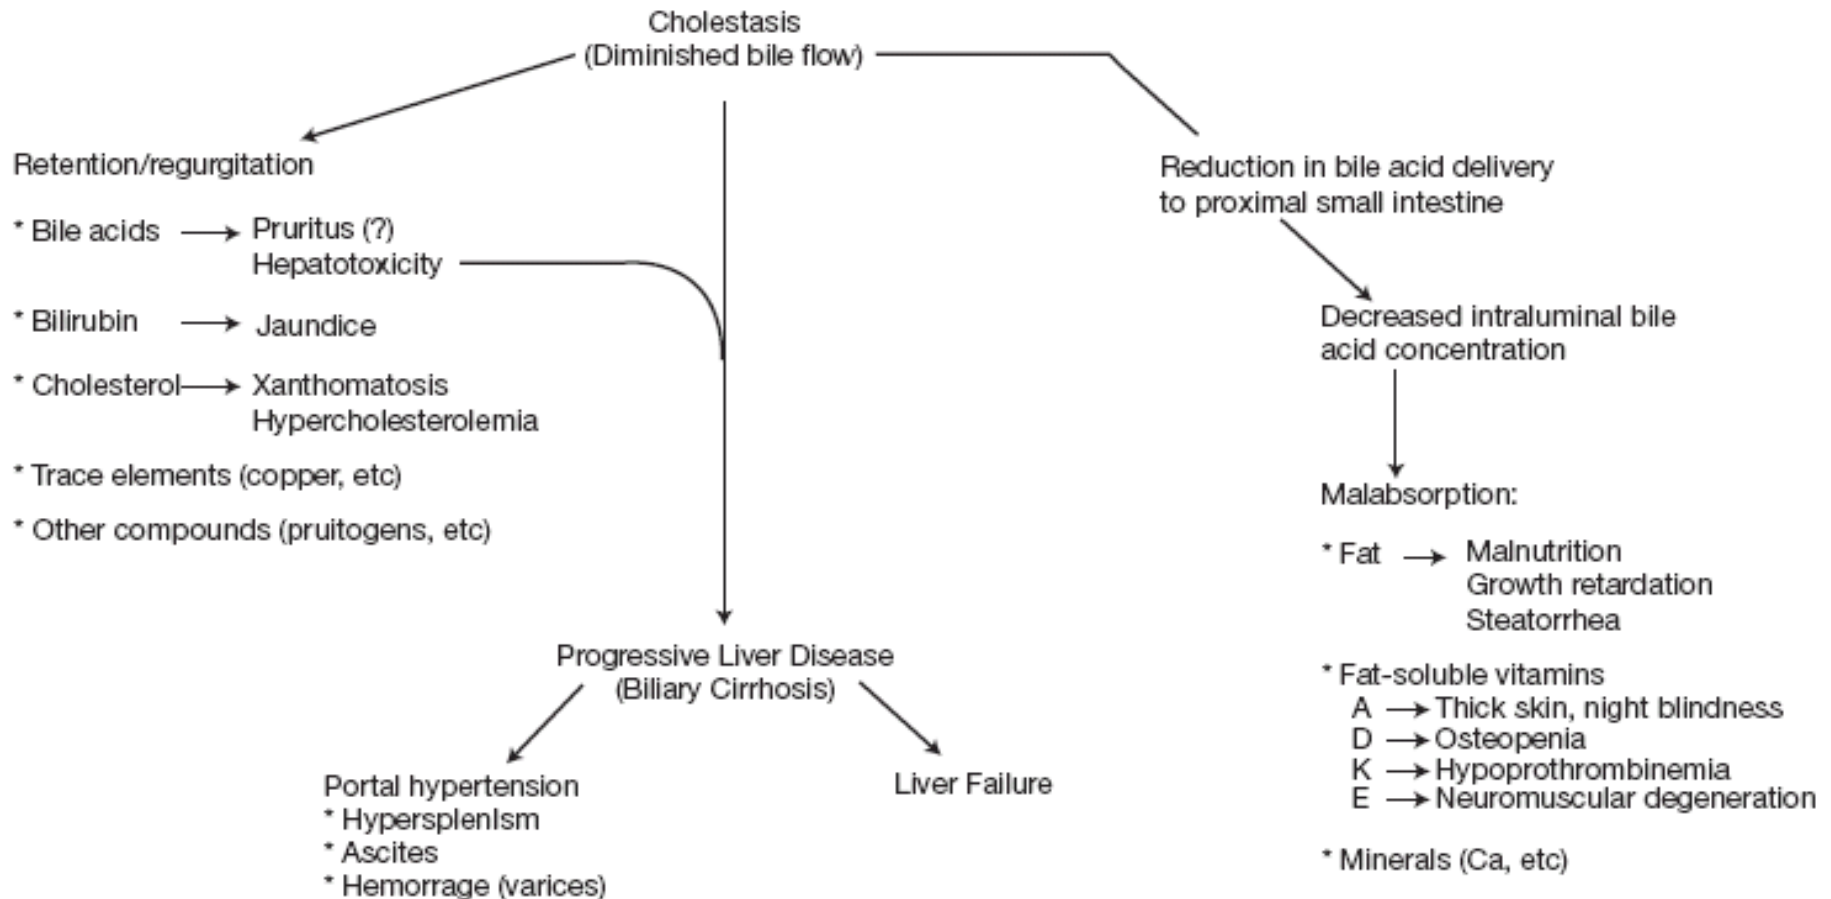 Cholestasis
(Diminished bile flow)
Retention/regurgitation
* Bile acids → Pruritus (?)
Hepatotoxicity
* Bilirubin → Jaundice
* Cholesterol → Xanthomatosis
Hypercholesterolemia
* Trace elements (copper, etc)
* Other compounds (pruitogens, etc)
Reduction in bile acid delivery
to proximal small intestine
Decreased intraluminal bile
acid concentration
Malabsorption:
* Fat → Malnutrition
Growth retardation
Steatorrhea
* Fat-soluble vitamins
A → Thick skin, night blindness
D → Osteopenia
K → Hypoprothrombinemia
E → Neuromuscular degeneration
* Minerals (Ca, etc)
Progressive Liver Disease
(Biliary Cirrhosis)
Portal hypertension
* HypersplenIsm
* Ascites
* Hemorrage (varices)
Liver Failure